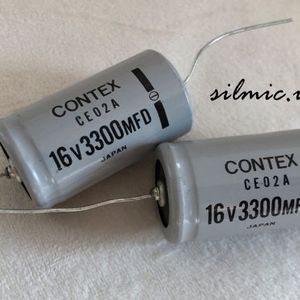 silmic.
CONTEX
CE02A
16V3300MFD
JAPAN
CONTEX
CE02A
16V3300MF
JAPAN